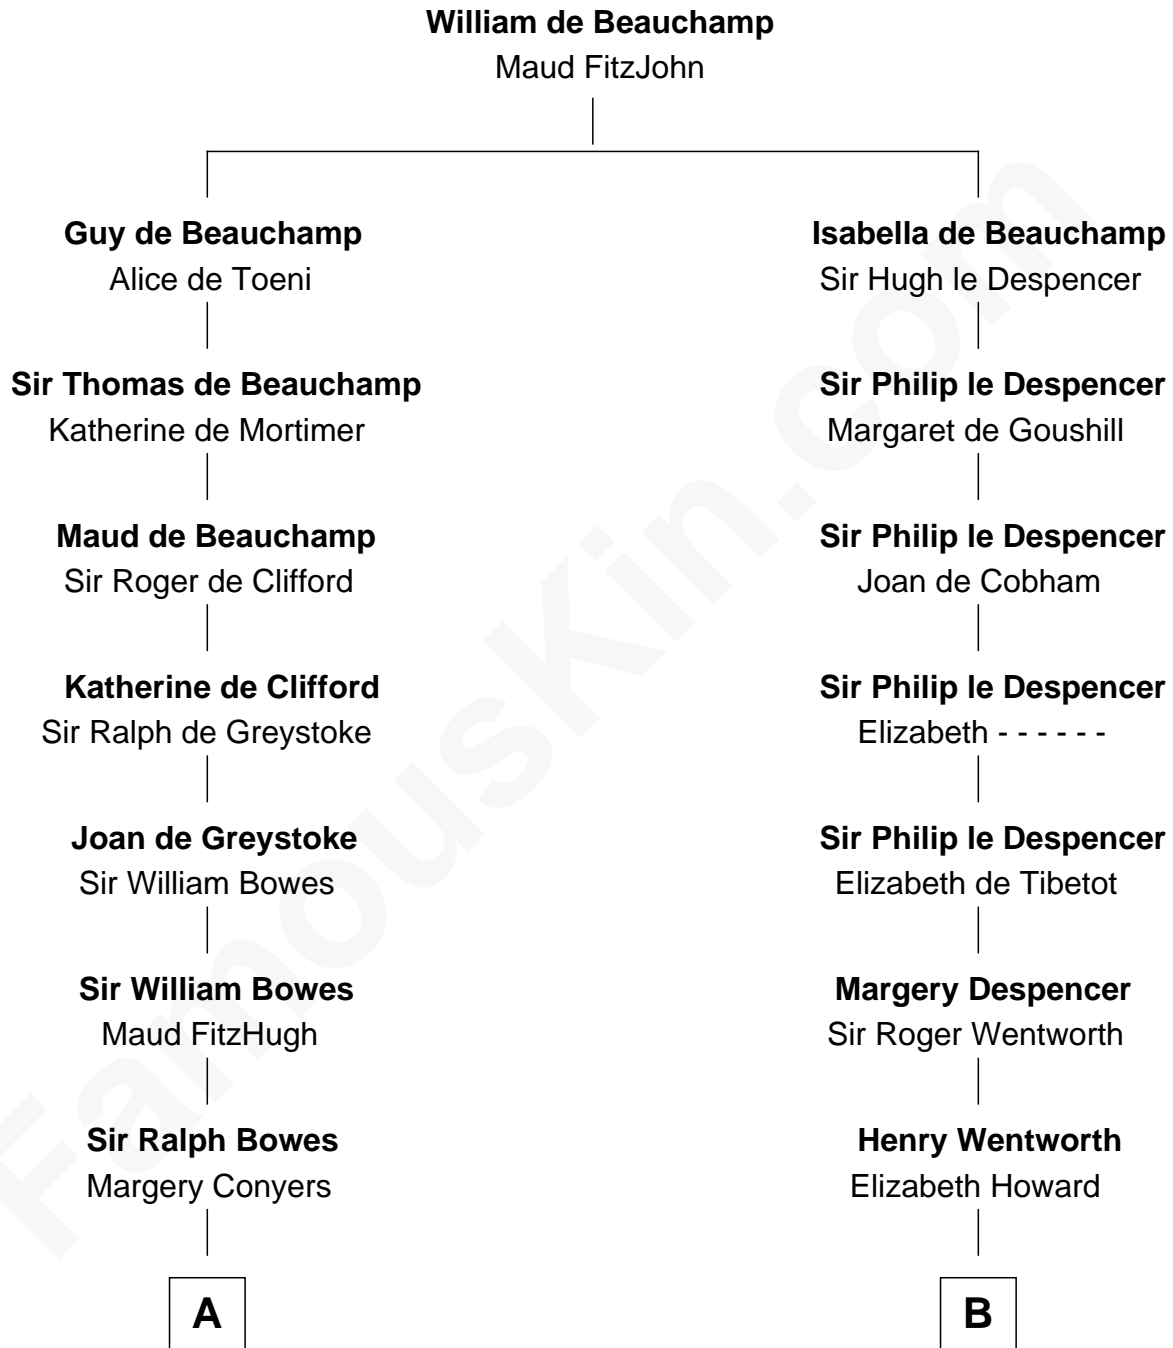 William de Beauchamp
Maud FitzJohn
Guy de Beauchamp
Alice de Toeni
Isabella de Beauchamp
Sir Hugh le Despencer
Sir Thomas de Beauchamp
Katherine de Mortimer
Sir Philip le Despencer
Margaret de Goushill
Maud de Beauchamp
Sir Roger de Clifford
Sir Philip le Despencer
Joan de Cobham
Katherine de Clifford
Sir Ralph de Greystoke
Sir Philip le Despencer
Elizabeth - - - - - -
Joan de Greystoke
Sir William Bowes
Sir Philip le Despencer
Elizabeth de Tibetot
Sir William Bowes
Maud FitzHugh
Margery Despencer
Sir Roger Wentworth
Sir Ralph Bowes
Margery Conyers
Henry Wentworth
Elizabeth Howard
A
B
FamousKin.com